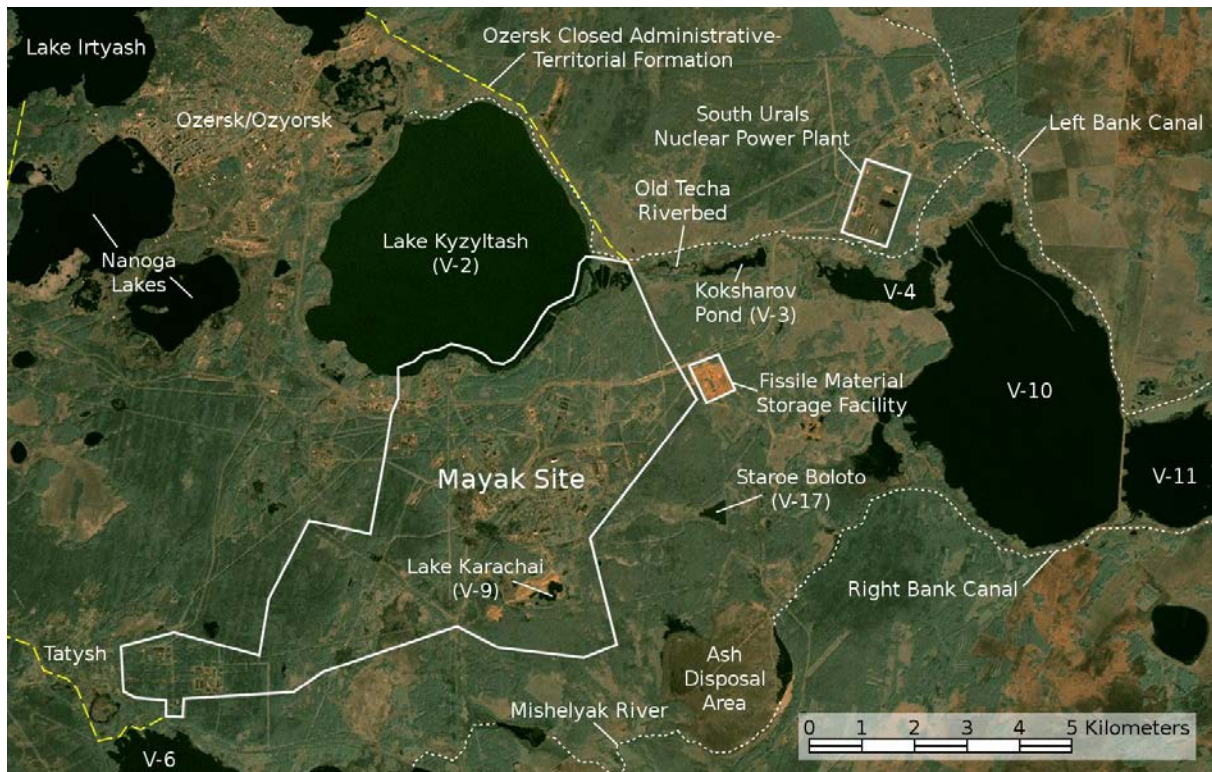 Lake Irtyash
Ozersk Closed Administrative-
Territorial Formation
Ozersk/Ozyorsk
South Urals
Nuclear Power Plant
Left Bank Canal
Old Techa
Riverbed
Lake Kyzyltash
(V-2)
Nanoga
Lakes
Koksharov
Pond (V-3)
V-4
Fissile Material
Storage Facility
V-10
Mayak Site
Staroe Boloto
(V-17)
V-11
Lake Karachai
(V-9)
Right Bank Canal
Tatysh
Ash
Disposal
Area
Mishelyak River
V-6
0 1 2 3 4 5 Kilometers